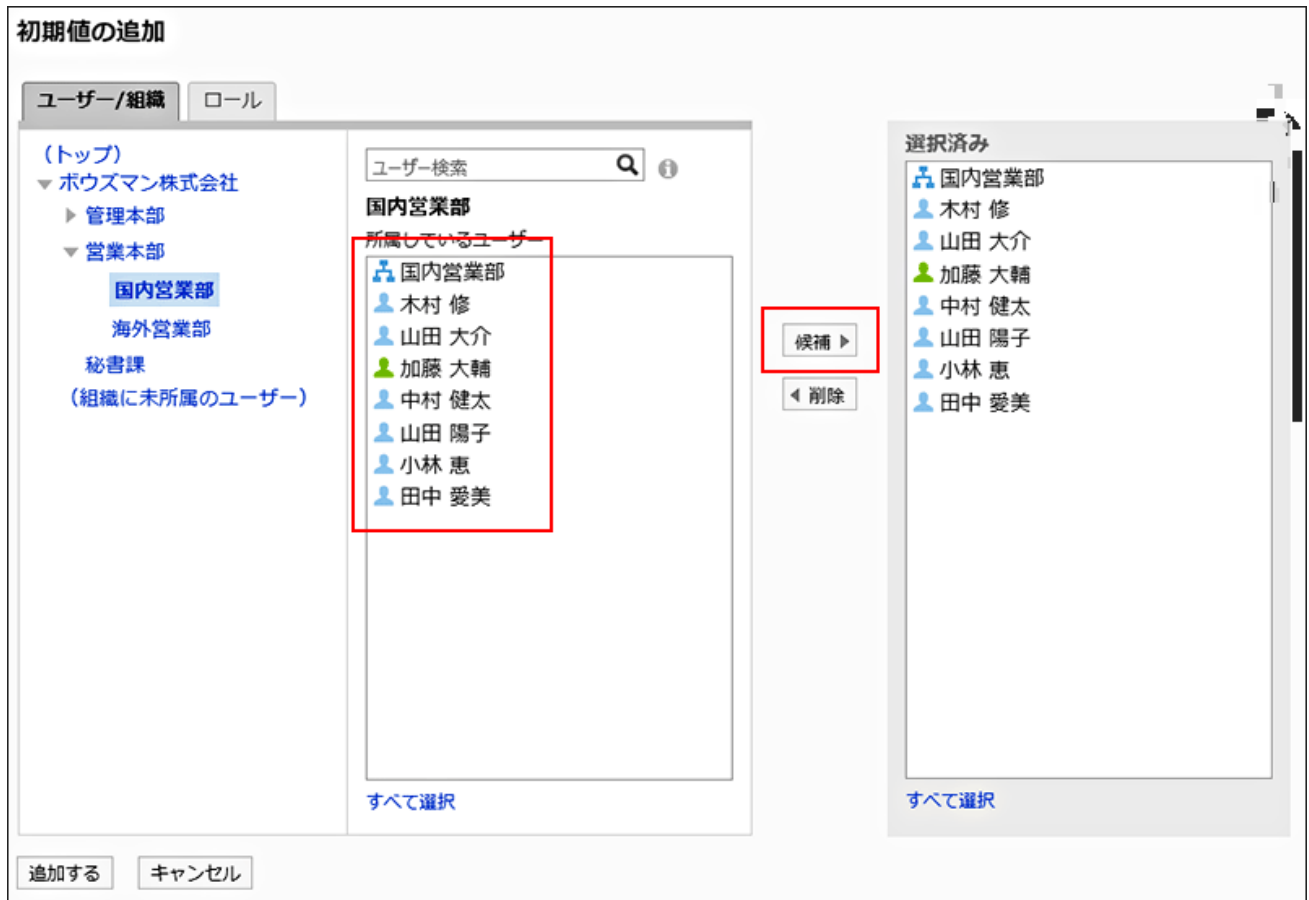 初期値の追加
ユーザー/組織
ロール
(トップ)
ボウズマン株式会社
管理本部
営業本部
国内営業部
海外営業部
秘書課
(組織に未所属のユーザー)
ユーザー検索
国内営業部
所属しているユーザー
国内営業部
木村 修
山田 大介
加藤 大輔
中村 健太
山田 陽子
小林 恵
田中 愛美
すべて選択
候補
削除
選択済み
国内営業部
木村 修
山田 大介
加藤 大輔
中村 健太
山田 陽子
小林 恵
田中 愛美
すべて選択
追加する
キャンセル